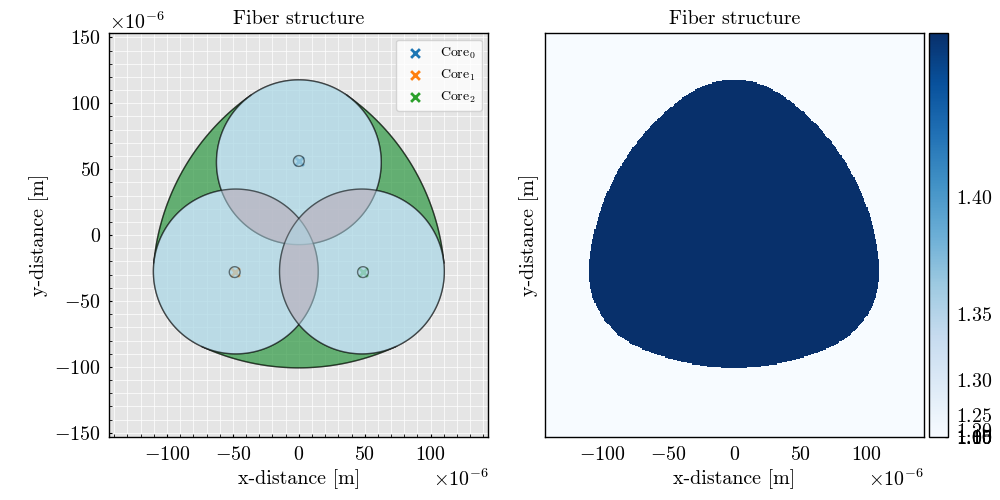 Fiber structure
×10⁻⁶
150
100
50
0
−50
−100
−150
y-distance [m]
−100 −50 0 50 100
x-distance [m]
×10⁻⁶
Core₀
Core₁
Core₂
Fiber structure
y-distance [m]
−100 −50 0 50 100
x-distance [m]
×10⁻⁶
1.40
1.35
1.30
1.25